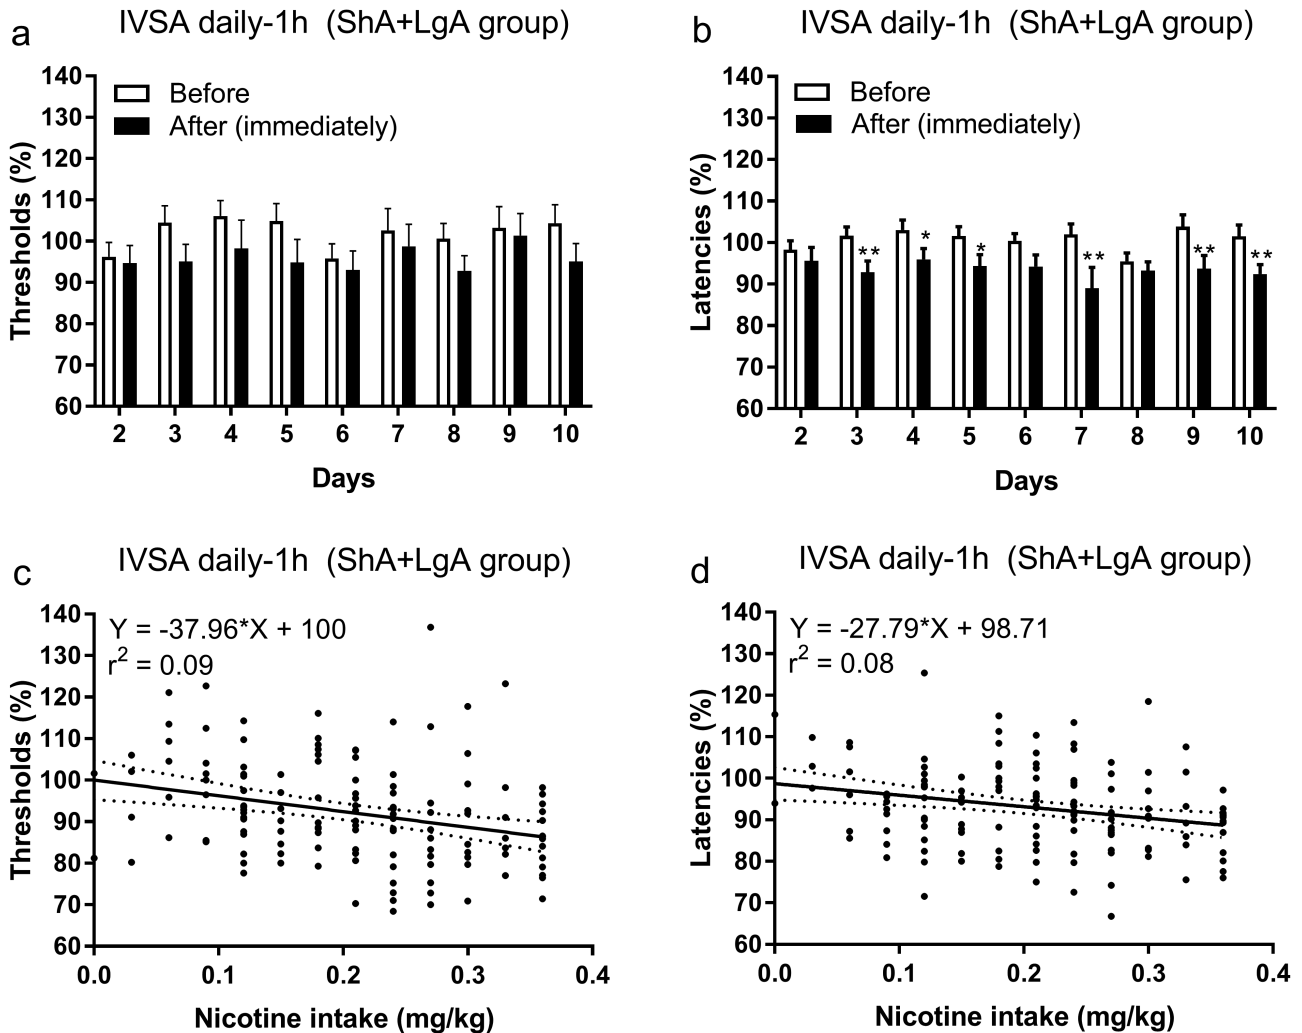 a
IVSA daily-1h (ShA+LgA group)
Before
After (immediately)
Thresholds (%)
140
130
120
110
100
90
80
70
60
2 3 4 5 6 7 8 9 10
Days
b
IVSA daily-1h (ShA+LgA group)
Before
After (immediately)
Latencies (%)
140
130
120
110
100
90
80
70
60
** * * ** ** **
2 3 4 5 6 7 8 9 10
Days
c
IVSA daily-1h (ShA+LgA group)
Y = -37.96*X + 100
r² = 0.09
Thresholds (%)
140
130
120
110
100
90
80
70
60
0.0 0.1 0.2 0.3 0.4
Nicotine intake (mg/kg)
d
IVSA daily-1h (ShA+LgA group)
Y = -27.79*X + 98.71
r² = 0.08
Latencies (%)
140
130
120
110
100
90
80
70
60
0.0 0.1 0.2 0.3 0.4
Nicotine intake (mg/kg)